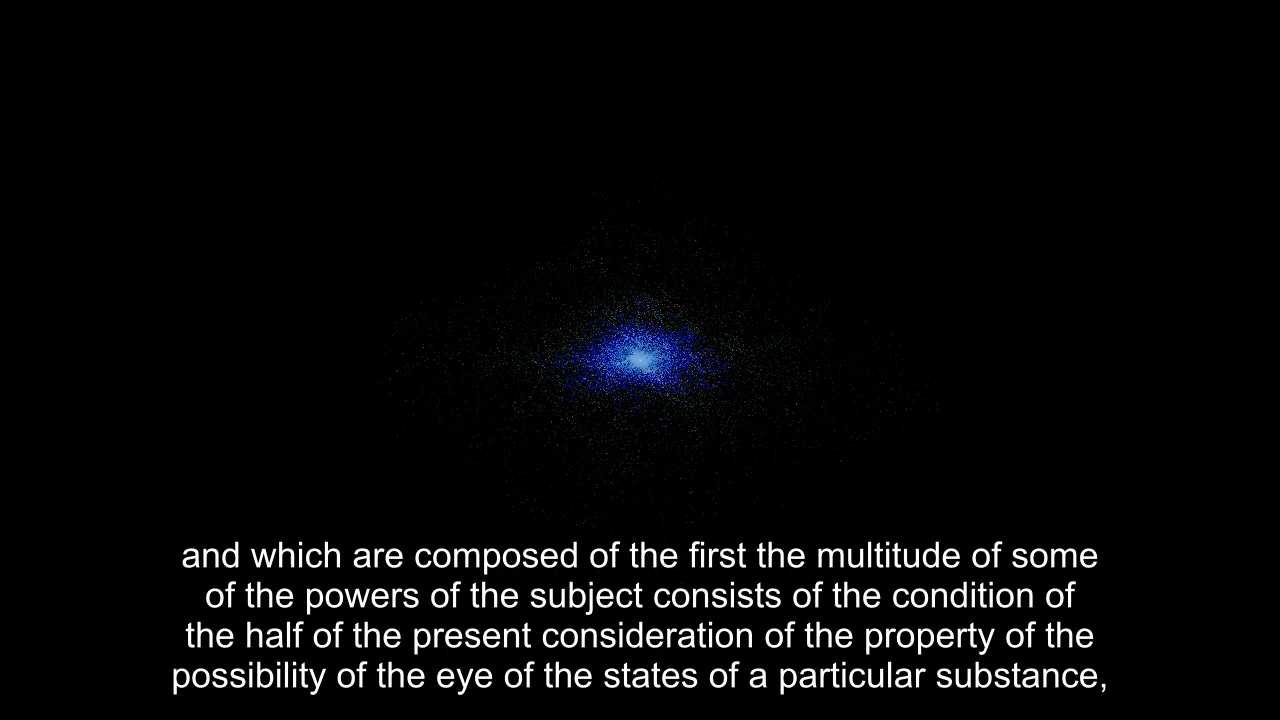 and which are composed of the first the multitude of some
of the powers of the subject consists of the condition of
the half of the present consideration of the property of the
possibility of the eye of the states of a particular substance,